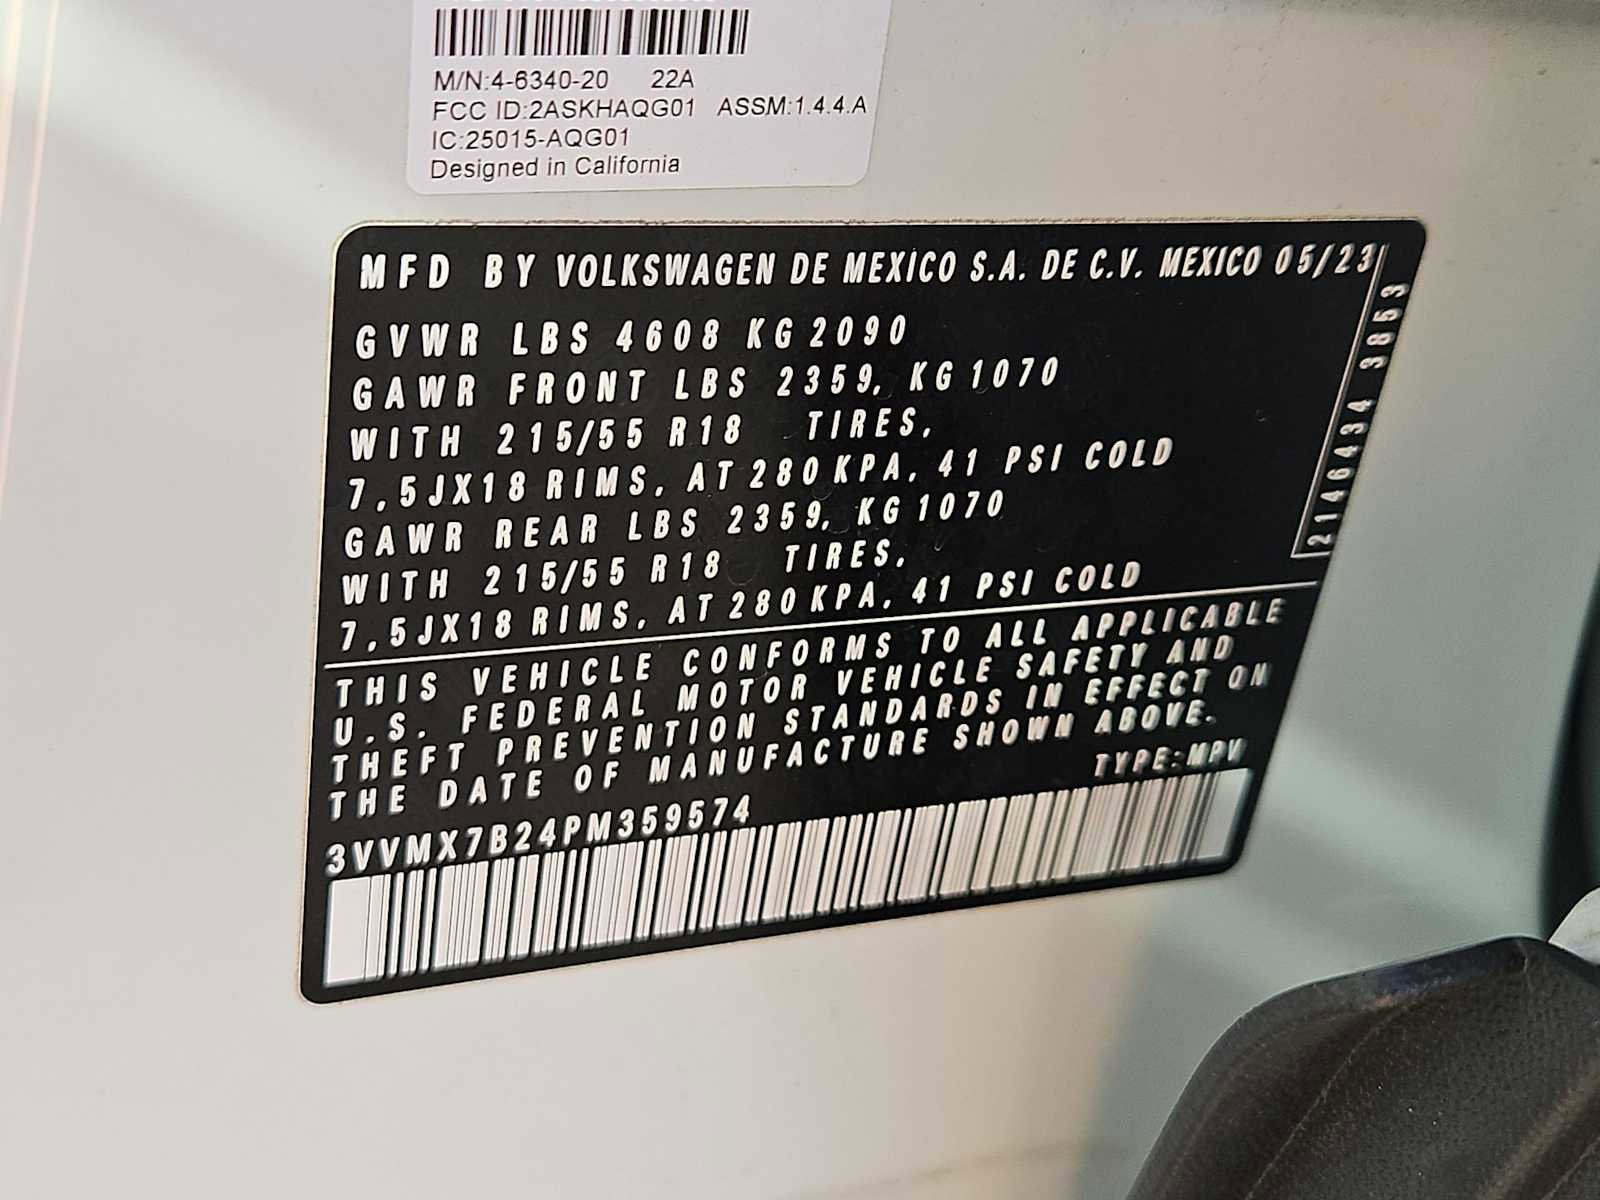 M/N:4-6340-20 22A
FCC ID:2ASKHAQG01 ASSM:1.4.4.A
IC:25015-AQG01
Designed in California
MFD BY VOLKSWAGEN DE MEXICO S.A. DE C.V. MEXICO 05/23
GVWR LBS 4608 KG 2090
GAWR FRONT LBS 2359, KG 1070
WITH 215/55 R18 TIRES,
7,5JX18 RIMS, AT 280 KPA, 41 PSI COLD
GAWR REAR LBS 2359, KG 1070
WITH 215/55 R18 TIRES,
7,5JX18 RIMS, AT 280 KPA, 41 PSI COLD
2146434 3853
THIS VEHICLE CONFORMS TO ALL APPLICABLE
U.S. FEDERAL MOTOR VEHICLE SAFETY AND
THEFT PREVENTION STANDARDS IN EFFECT ON
THE DATE OF MANUFACTURE SHOWN ABOVE.
TYPE:MPV
3VVMX7B24PM359574